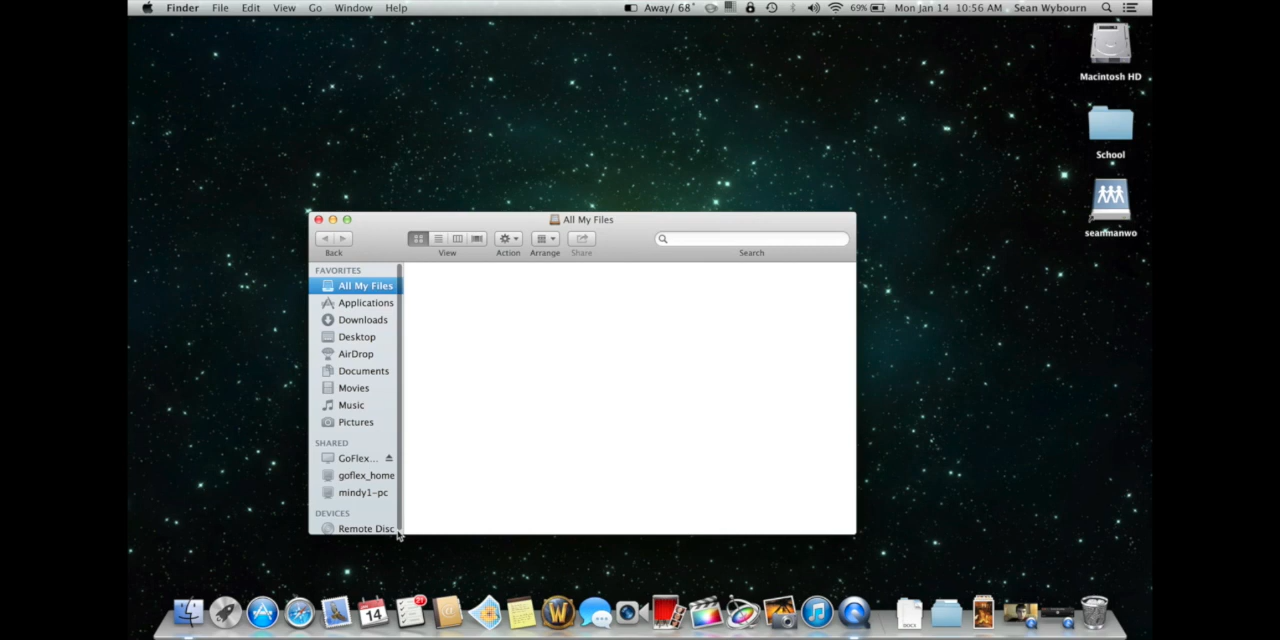 Finder File Edit View Go Window Help Away/ 68° 69% Mon Jan 14 10:56 AM Sean Wybourn
Macintosh HD
School
seanmanwo
All My Files
Back View Action Arrange Share Search
FAVORITES
All My Files
Applications
Downloads
Desktop
AirDrop
Documents
Movies
Music
Pictures
SHARED
GoFlex...
goflex_home
mindy1-pc
DEVICES
Remote Disc
14
21
W
DOCX